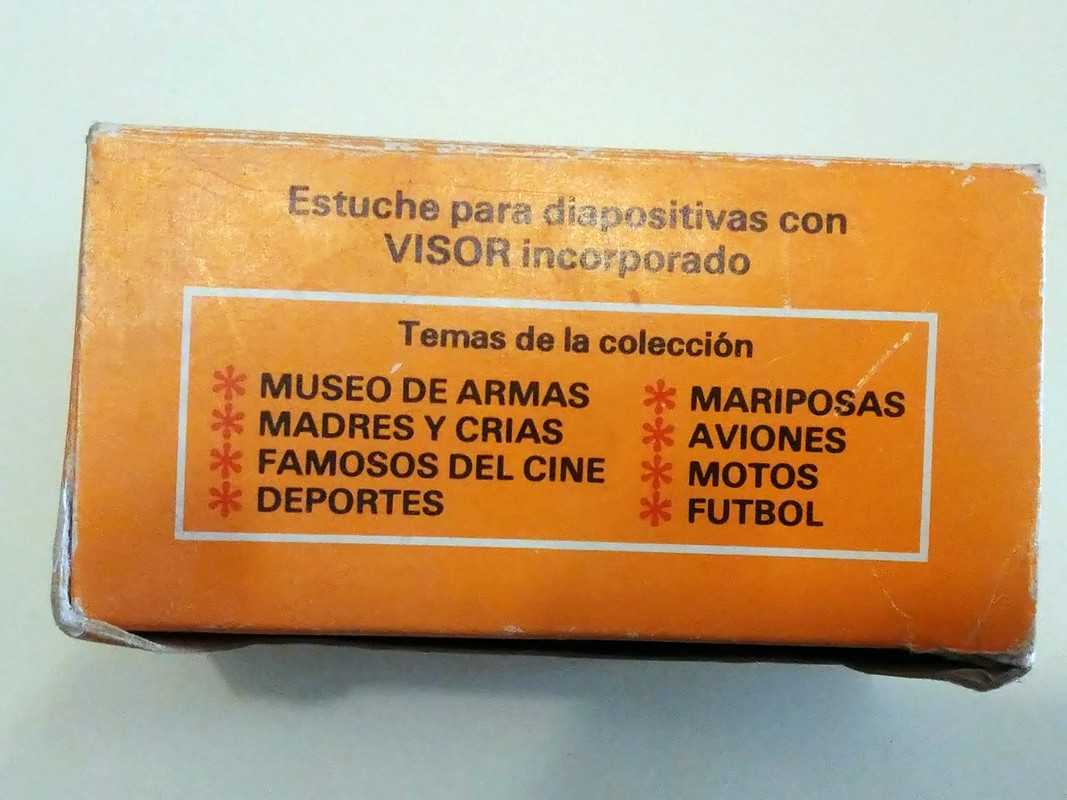 Estuche para diapositivas con
VISOR incorporado
Temas de la colección
* MUSEO DE ARMAS
* MADRES Y CRIAS
* FAMOSOS DEL CINE
* DEPORTES
* MARIPOSAS
* AVIONES
* MOTOS
* FUTBOL